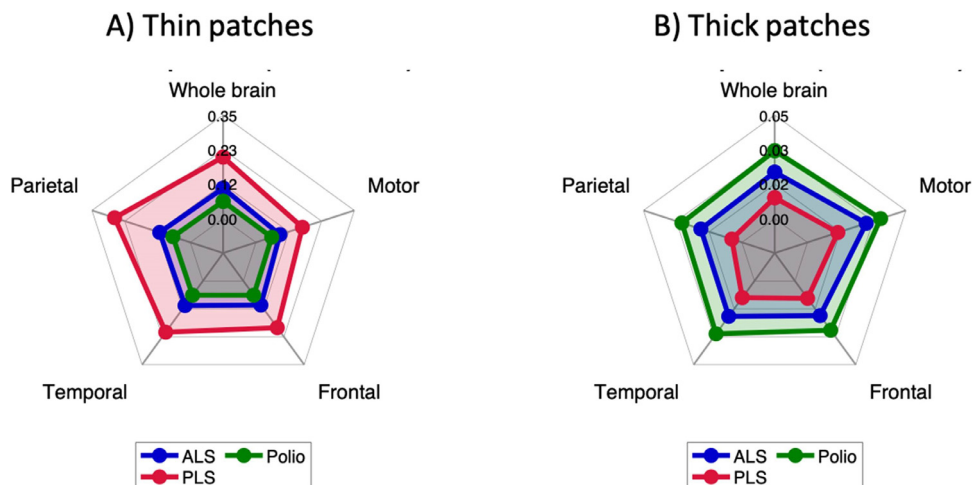 A) Thin patches
B) Thick patches
Whole brain
0.35
0.23
0.12
0.00
Parietal
Motor
Temporal
Frontal
ALS
Polio
PLS
Whole brain
0.05
0.03
0.02
0.00
Parietal
Motor
Temporal
Frontal
ALS
Polio
PLS